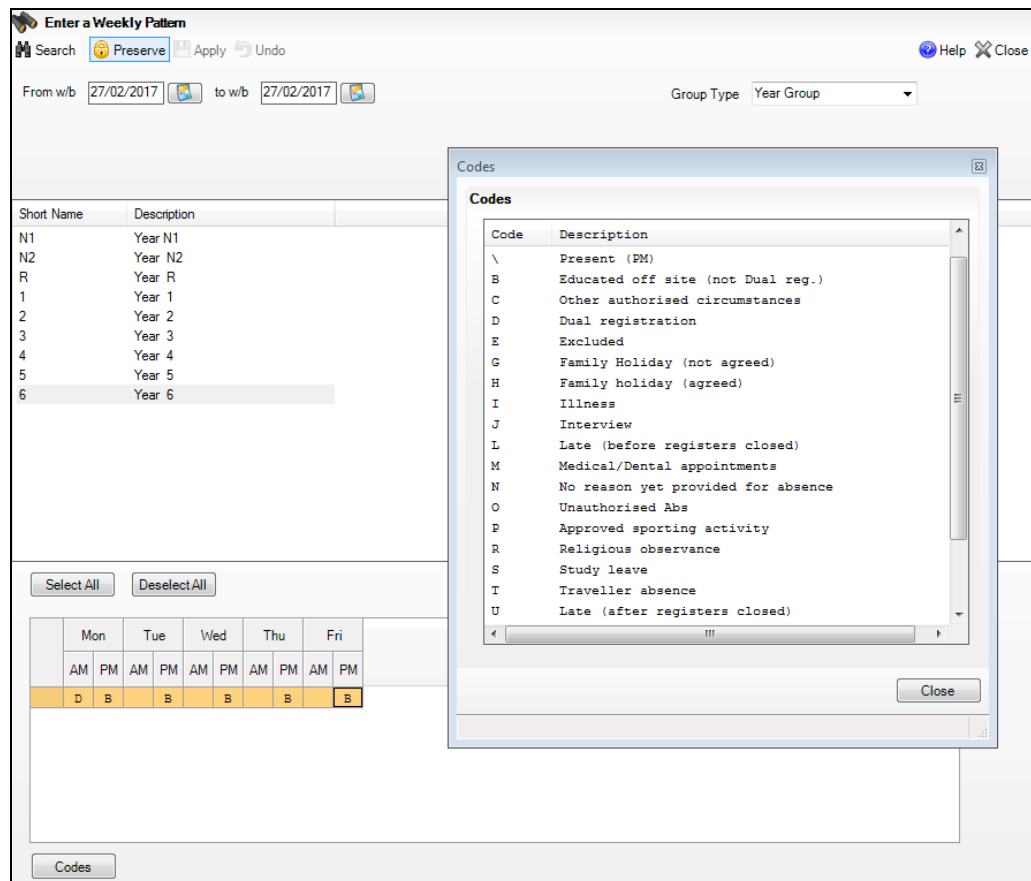 Enter a Weekly Pattern
Search Preserve Apply Undo Help Close
From w/b 27/02/2017 to w/b 27/02/2017 Group Type Year Group
Short Name Description
N1 Year N1
N2 Year N2
R Year R
1 Year 1
2 Year 2
3 Year 3
4 Year 4
5 Year 5
6 Year 6
Codes
Codes
Code Description
\ Present (PM)
B Educated off site (not Dual reg.)
C Other authorised circumstances
D Dual registration
E Excluded
G Family Holiday (not agreed)
H Family holiday (agreed)
I Illness
J Interview
L Late (before registers closed)
M Medical/Dental appointments
N No reason yet provided for absence
O Unauthorised Abs
P Approved sporting activity
R Religious observance
S Study leave
T Traveller absence
U Late (after registers closed)
Close
Select All Deselect All
Mon Tue Wed Thu Fri
AM PM AM PM AM PM AM PM AM PM
D B B B B B
Codes